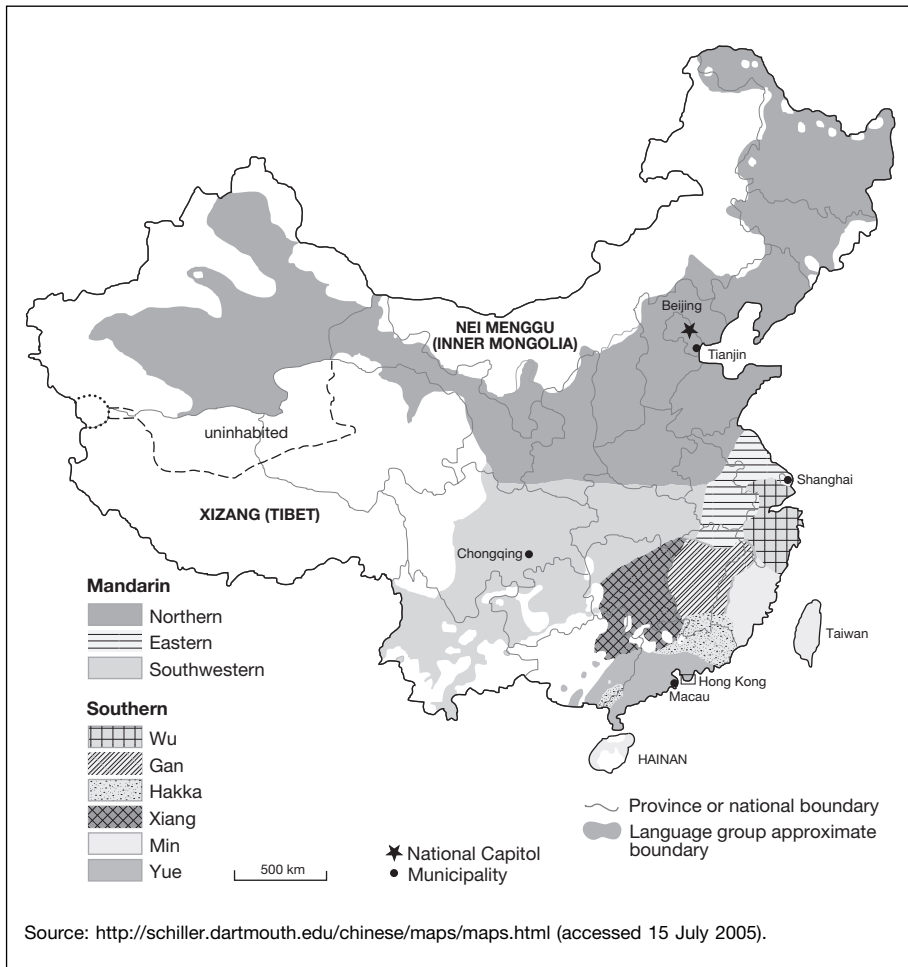 Beijing
NEI MENGGU
(INNER MONGOLIA)
Tianjin
uninhabited
Shanghai
XIZANG (TIBET)
Chongqing
Mandarin
Northern
Eastern
Southwestern
Taiwan
Hong Kong
Macau
Southern
Wu
Gan
Hakka
Xiang
Min
Yue
HAINAN
500 km
Province or national boundary
Language group approximate
boundary
National Capitol
Municipality
Source: http://schiller.dartmouth.edu/chinese/maps/maps.html (accessed 15 July 2005).